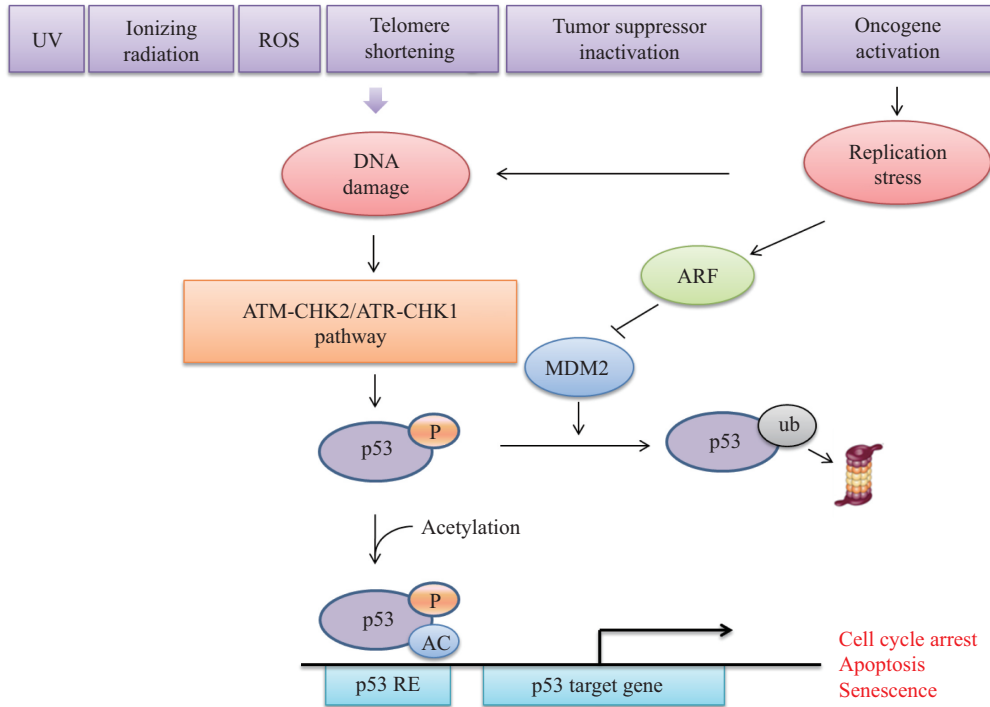 UV
Ionizing
radiation
ROS
Telomere
shortening
Tumor suppressor
inactivation
Oncogene
activation
DNA
damage
Replication
stress
ARF
ATM-CHK2/ATR-CHK1
pathway
MDM2
p53
P
p53
ub
Acetylation
p53
P
AC
p53 RE
p53 target gene
Cell cycle arrest
Apoptosis
Senescence